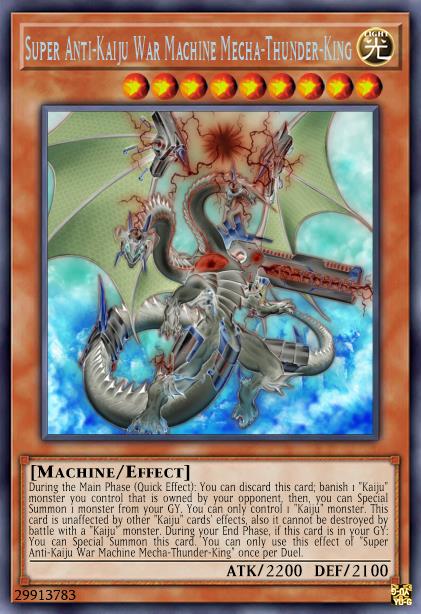 Super Anti-Kaiju War Machine Mecha-Thunder-King
LIGHT
光
[Machine/Effect]
During the Main Phase (Quick Effect): You can discard this card; banish 1 "Kaiju"
monster you control that is owned by your opponent, then, you can Special
Summon 1 monster from your GY. You can only control 1 "Kaiju" monster. This
card is unaffected by other "Kaiju" cards' effects, also it cannot be destroyed by
battle with a "Kaiju" monster. During your End Phase, if this card is in your GY:
You can Special Summon this card. You can only use this effect of "Super
Anti-Kaiju War Machine Mecha-Thunder-King" once per Duel.
ATK/2200 DEF/2100
29913783